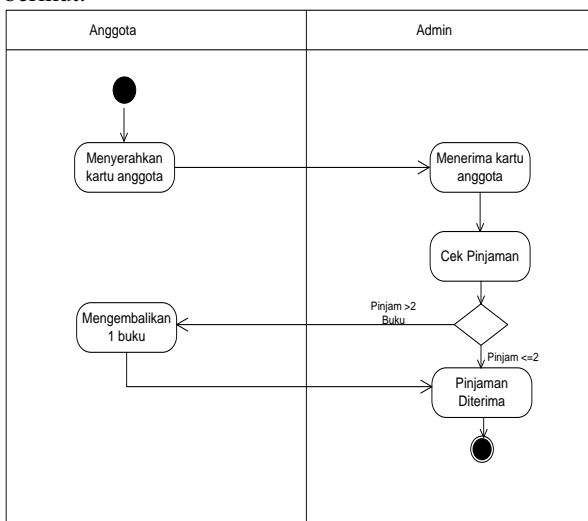 berikut.
Anggota
Admin
Menyerahkan
kartu anggota
Menerima kartu
anggota
Cek Pinjaman
Pinjam >2
Buku
Mengembalikan
1 buku
Pinjam <=2
Pinjaman
Diterima